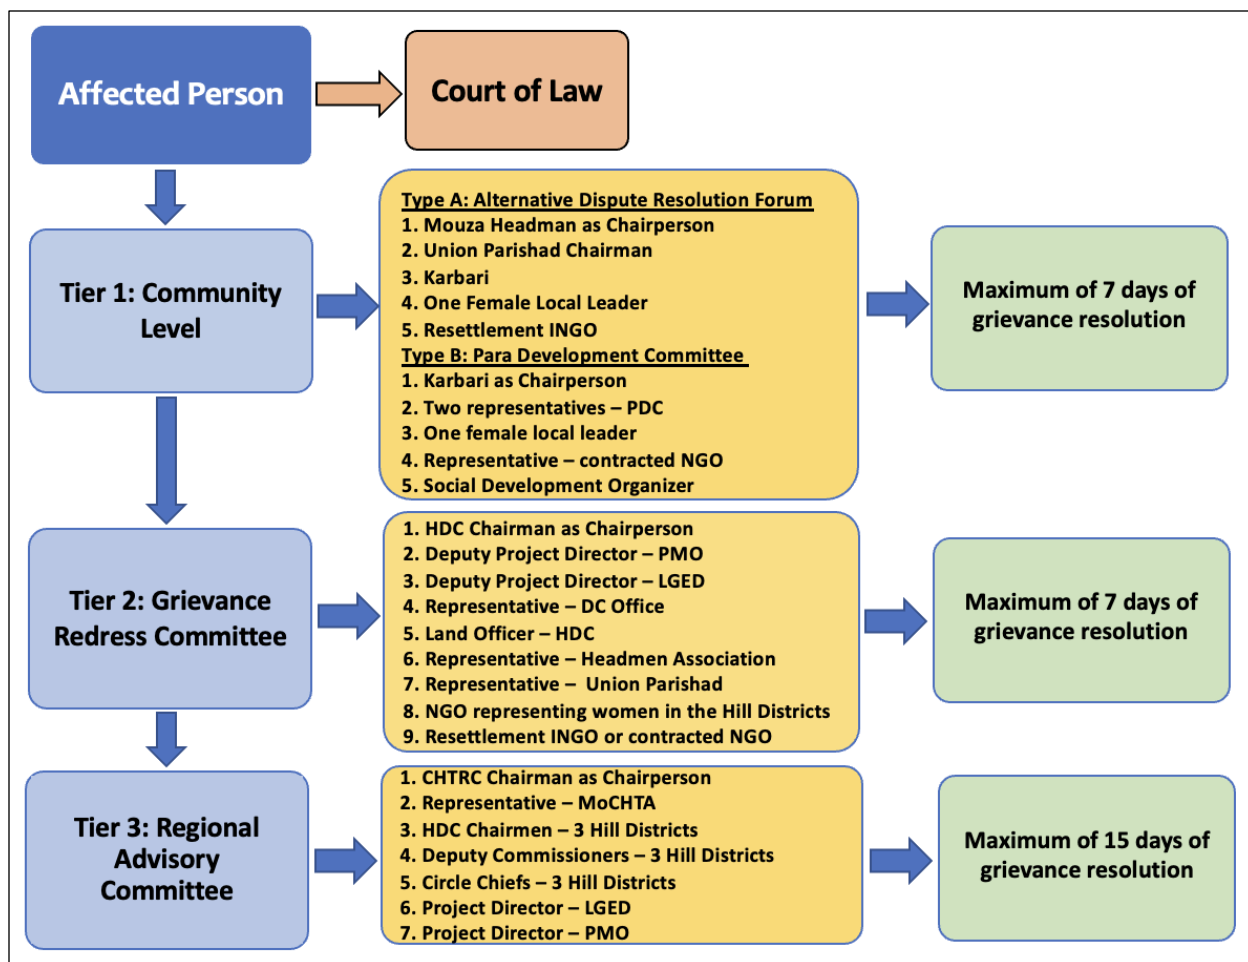 Affected Person
Court of Law
Tier 1: Community
Level
Type A: Alternative Dispute Resolution Forum
1. Mouza Headman as Chairperson
2. Union Parishad Chairman
3. Karbari
4. One Female Local Leader
5. Resettlement INGO
Type B: Para Development Committee
1. Karbari as Chairperson
2. Two representatives – PDC
3. One female local leader
4. Representative – contracted NGO
5. Social Development Organizer
Maximum of 7 days of
grievance resolution
Tier 2: Grievance
Redress Committee
1. HDC Chairman as Chairperson
2. Deputy Project Director – PMO
3. Deputy Project Director – LGED
4. Representative – DC Office
5. Land Officer – HDC
6. Representative – Headmen Association
7. Representative – Union Parishad
8. NGO representing women in the Hill Districts
9. Resettlement INGO or contracted NGO
Maximum of 7 days of
grievance resolution
Tier 3: Regional
Advisory
Committee
1. CHTRC Chairman as Chairperson
2. Representative – MoCHTA
3. HDC Chairmen – 3 Hill Districts
4. Deputy Commissioners – 3 Hill Districts
5. Circle Chiefs – 3 Hill Districts
6. Project Director – LGED
7. Project Director – PMO
Maximum of 15 days of
grievance resolution